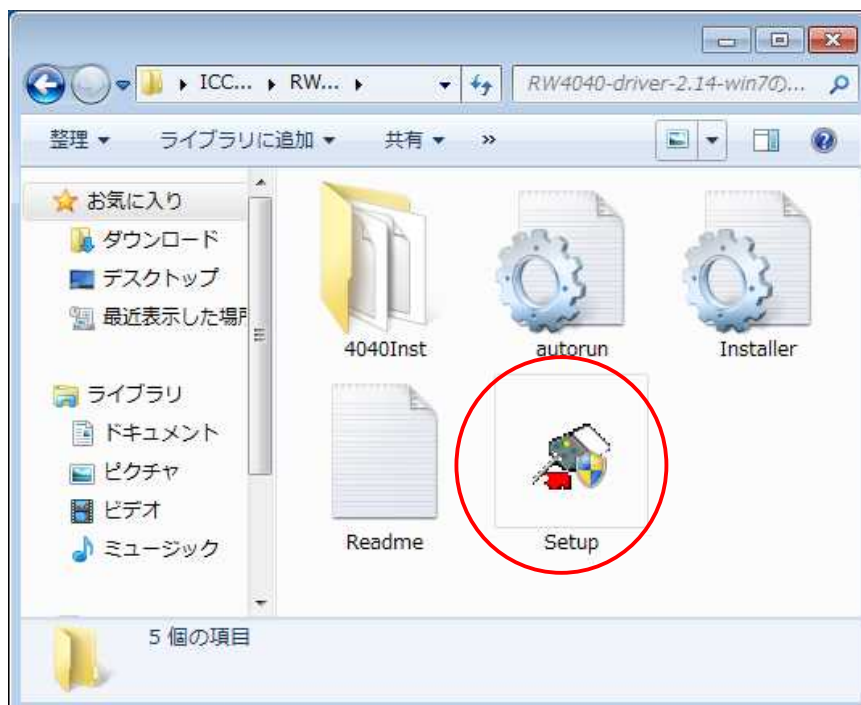 ICC... RW...
RW4040-driver-2.14-win7の...
整理 ライブラリに追加 共有 »
お気に入り
ダウンロード
デスクトップ
最近表示した場所
ライブラリ
ドキュメント
ピクチャ
ビデオ
ミュージック
4040Inst
autorun
Installer
Readme
Setup
5 個の項目